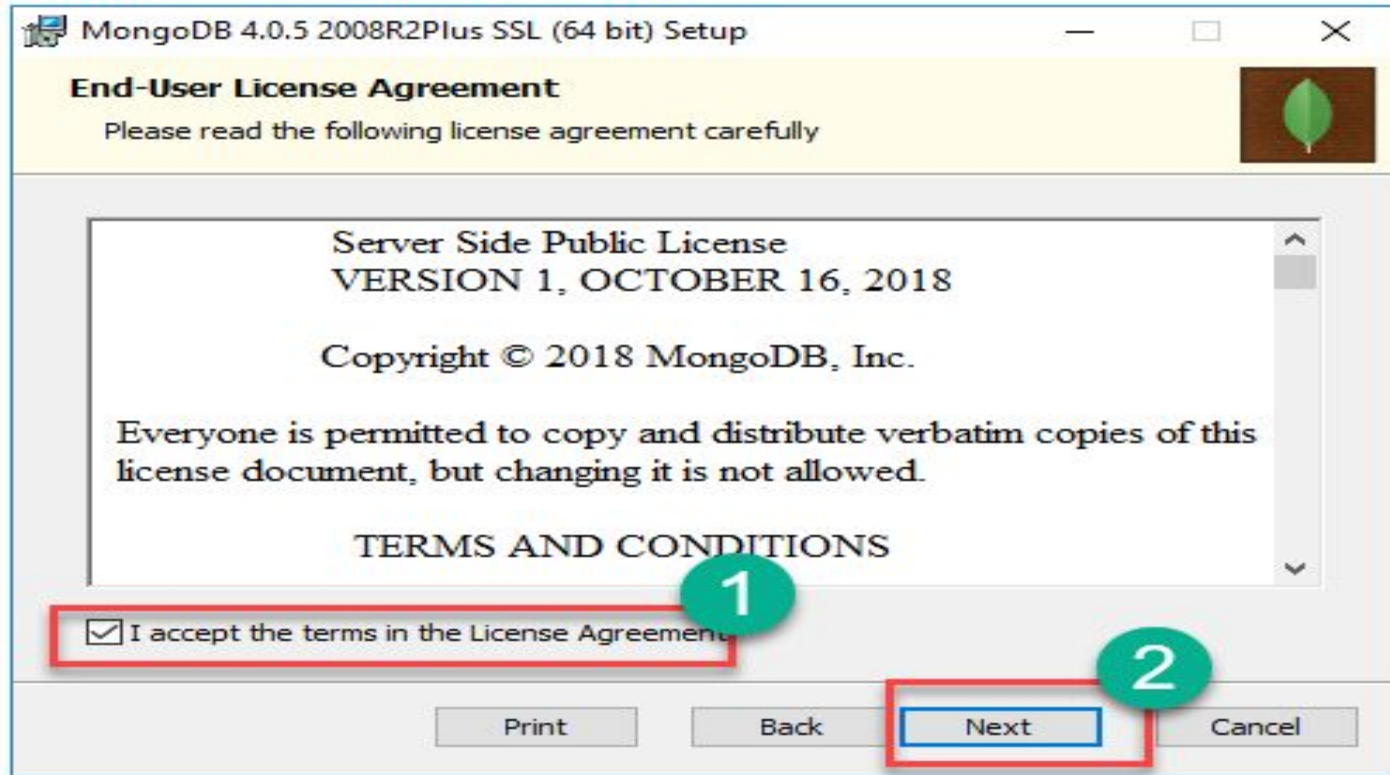 MongoDB 4.0.5 2008R2Plus SSL (64 bit) Setup
End-User License Agreement
Please read the following license agreement carefully
Server Side Public License
VERSION 1, OCTOBER 16, 2018
Copyright © 2018 MongoDB, Inc.
Everyone is permitted to copy and distribute verbatim copies of this
license document, but changing it is not allowed.
TERMS AND CONDITIONS
1
I accept the terms in the License Agreement
2
Print Back Next Cancel